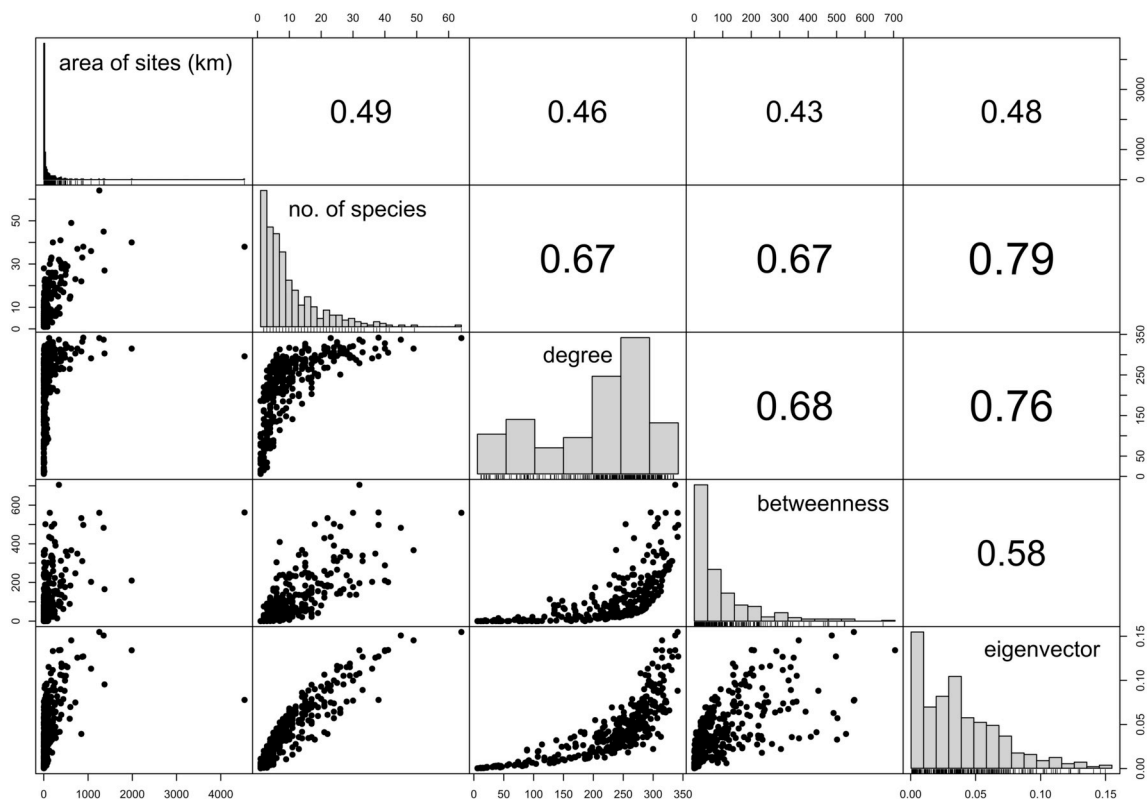 0 10 20 30 40 50 60 0 100 200 300 400 500 600 700
area of sites (km) 0.49 0.46 0.43 0.48 0 1000 3000
10 30 50 0 no. of species 0.67 0.67 0.79
degree 0.68 0.76 0 50 150 250 350
0 200 400 600 betweenness 0.58
eigenvector 0.00 0.05 0.10 0.15
0 2000 4000 0 50 100 150 200 250 300 350 0.00 0.05 0.10 0.15